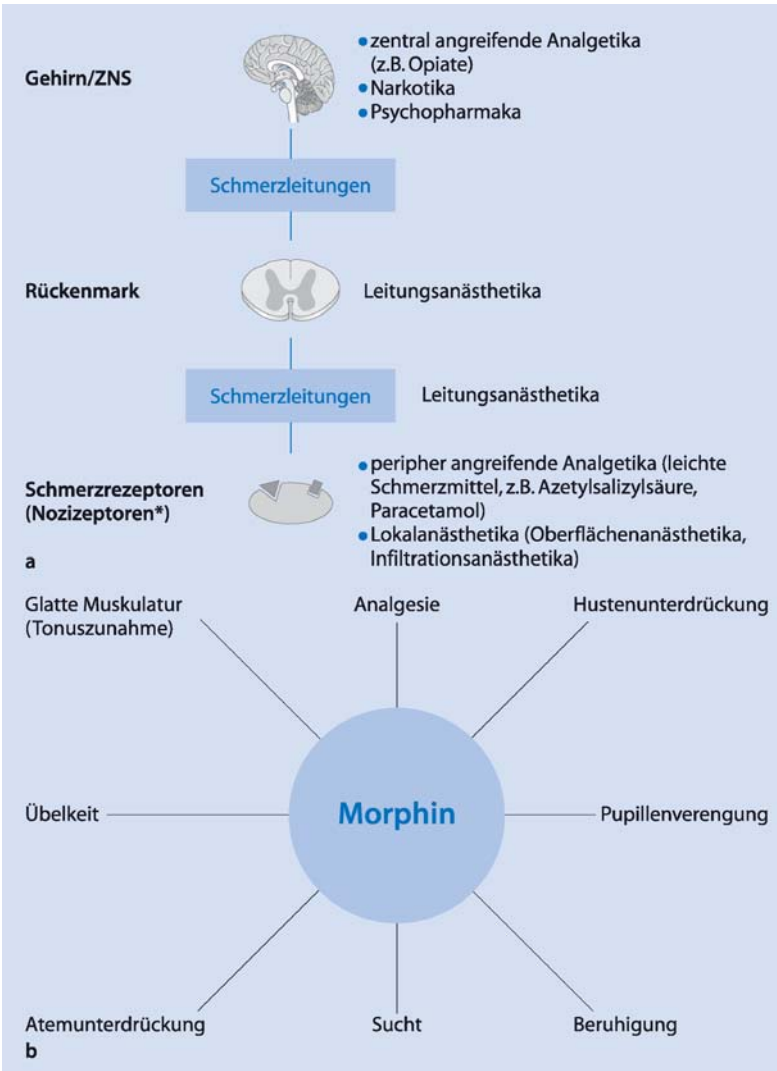 Gehirn/ZNS
• zentral angreifende Analgetika
(z.B. Opiate)
• Narkotika
• Psychopharmaka
Schmerzleitungen
Rückenmark
Leitungsanästhetika
Schmerzleitungen
Leitungsanästhetika
Schmerzrezeptoren
(Nozizeptoren*)
• peripher angreifende Analgetika (leichte
Schmerzmittel, z.B. Azetylsalizylsäure,
Paracetamol)
• Lokalanästhetika (Oberflächenanästhetika,
Infiltrationsanästhetika)
a
Glatte Muskulatur
(Tonuszunahme)
Analgesie
Hustenunterdrückung
Übelkeit
Morphin
Pupillenverengung
Atemunterdrückung
Sucht
Beruhigung
b